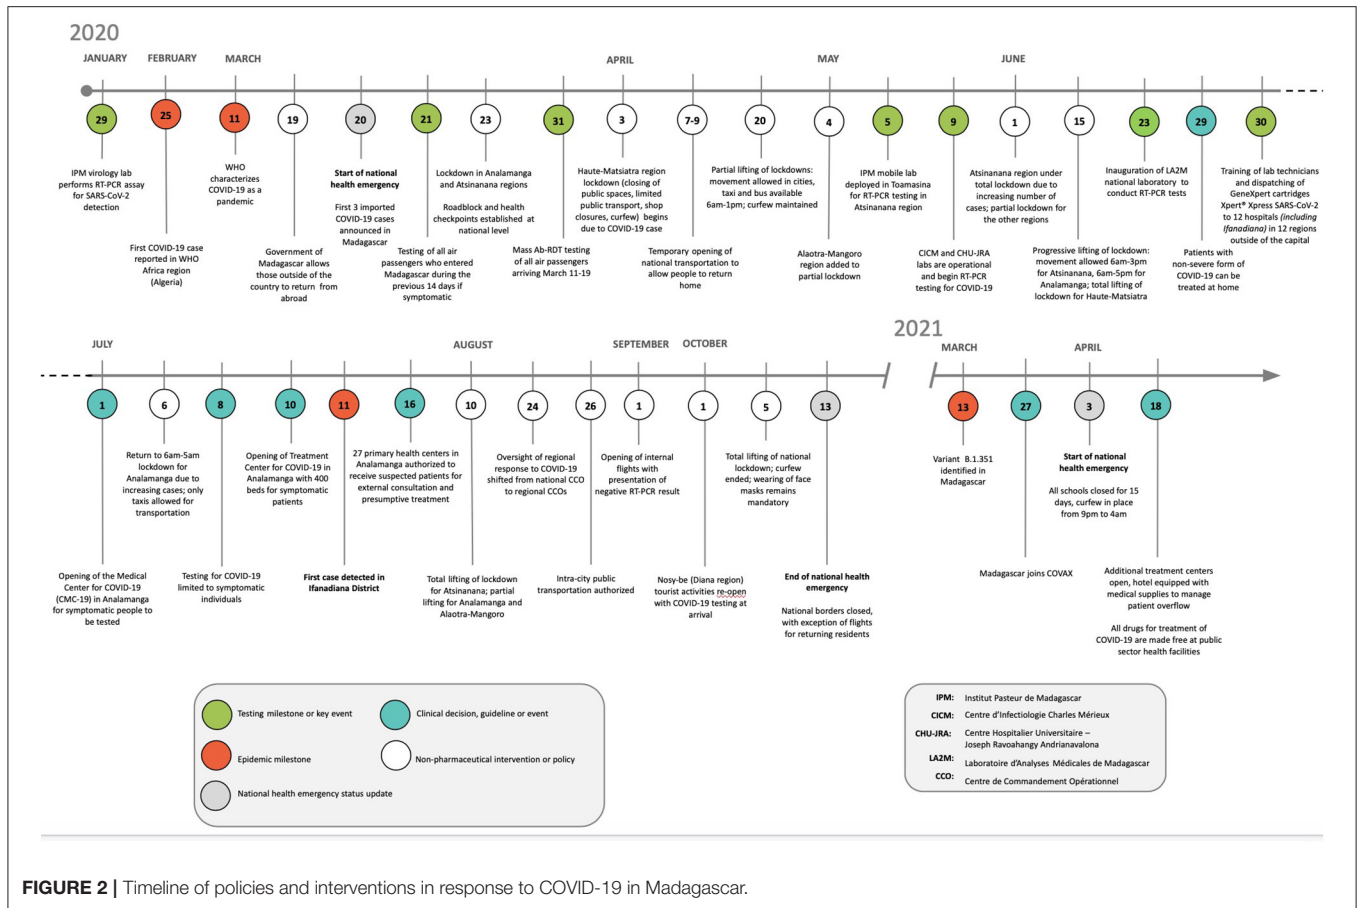 2020
JANUARY
FEBRUARY
MARCH
APRIL
MAY
JUNE
29
25
11
19
20
21
23
31
3
7-9
20
4
5
9
1
15
23
29
30
IPM virology lab
performs RT-PCR assay
for SARS-CoV-2
detection
First COVID-19 case
reported in WHO
Africa region
(Algeria)
WHO
characterizes
COVID-19 as a
pandemic
Government of
Madagascar allows
those outside of the
country to return from
abroad
Start of national
health emergency
First 3 imported
COVID-19 cases
announced in
Madagascar
Testing of all air
passengers who entered
Madagascar during the
previous 14 days if
symptomatic
Lockdown in Analamanga
and Atsinanana regions
Roadblock and health
checkpoints established at
national level
Mass Ab-RDT testing
of all air passengers
arriving March 11-19
Haute-Matsiatra region
lockdown (closing of
public spaces, limited
public transport, shop
closures, curfew) begins
due to COVID-19 case
Temporary opening of
national transportation to
allow people to return
home
Partial lifting of lockdowns:
movement allowed in cities,
taxi and bus available
6am-1pm; curfew maintained
Alaotra-Mangoro
region added to
partial lockdown
IPM mobile lab
deployed in Toamasina
for RT-PCR testing in
Atsinanana region
CICM and CHU-JRA
labs are operational
and begin RT-PCR
testing for COVID-19
Atsinanana region under
total lockdown due to
increasing number of
cases; partial lockdown for
the other regions
Progressive lifting of lockdown:
movement allowed 6am-3pm
for Atsinanana, 6am-5pm for
Analamanga; total lifting of
lockdown for Haute-Matsiatra
Inauguration of LA2M
national laboratory to
conduct RT-PCR tests
Patients with
non-severe form of
COVID-19 can be
treated at home
Training of lab technicians
and dispatching of
GeneXpert cartridges
Xpert® Xpress SARS-CoV-2
to 12 hospitals (including
Ifanadiana) in 12 regions
outside of the capital
2021
JULY
AUGUST
SEPTEMBER
OCTOBER
MARCH
APRIL
1
6
8
10
11
16
10
24
26
1
1
5
13
13
27
3
18
Opening of the Medical
Center for COVID-19
(CMC-19) in Analamanga
for symptomatic people to
be tested
Return to 6am-5am
lockdown for
Analamanga due to
increasing cases; only
taxis allowed for
transportation
Testing for COVID-19
limited to symptomatic
individuals
Opening of Treatment
Center for COVID-19 in
Analamanga with 400
beds for symptomatic
patients
First case detected in
Ifanadiana District
27 primary health centers in
Analamanga authorized to
receive suspected patients for
external consultation and
presumptive treatment
Total lifting of lockdown
for Atsinanana; partial
lifting for Analamanga and
Alaotra-Mangoro
Oversight of regional
response to COVID-19
shifted from national CCO
to regional CCOs
Intra-city public
transportation authorized
Opening of internal
flights with
presentation of
negative RT-PCR result
Nosy-be (Diana region)
tourist activities re-open
with COVID-19 testing at
arrival
Total lifting of national
lockdown; curfew
ended; wearing of face
masks remains
mandatory
End of national health
emergency
National borders closed,
with exception of flights
for returning residents
Variant B.1.351
identified in
Madagascar
Madagascar joins COVAX
Start of national
health emergency
All schools closed for 15
days, curfew in place
from 9pm to 4am
Additional treatment centers
open, hotel equipped with
medical supplies to manage
patient overflow
All drugs for treatment of
COVID-19 are made free at public
sector health facilities
Testing milestone or key event
Clinical decision, guideline or event
Epidemic milestone
Non-pharmaceutical intervention or policy
National health emergency status update
IPM: Institut Pasteur de Madagascar
CICM: Centre d'Infectiologie Charles Mérieux
CHU-JRA: Centre Hospitalier Universitaire –
Joseph Ravoahangy Andrianavalona
LA2M: Laboratoire d'Analyses Médicales de Madagascar
CCO: Centre de Commandement Opérationnel
FIGURE 2 | Timeline of policies and interventions in response to COVID-19 in Madagascar.